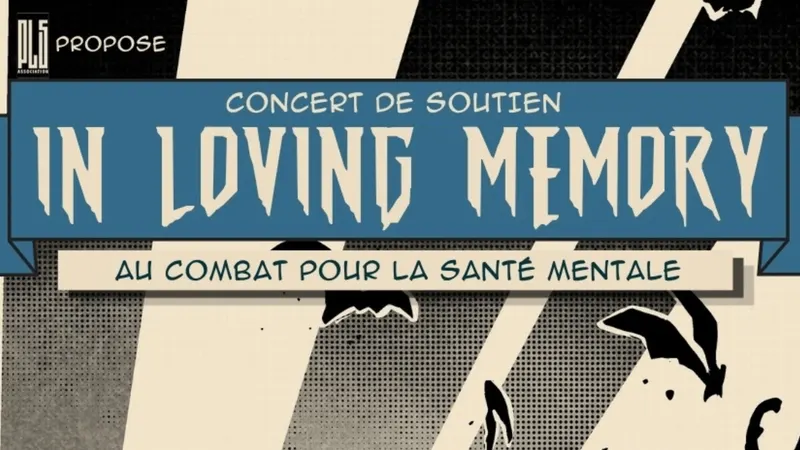 PLS
ASSOCIATION
PROPOSE
CONCERT DE SOUTIEN
IN LOVING MEMORY
AU COMBAT POUR LA SANTÉ MENTALE